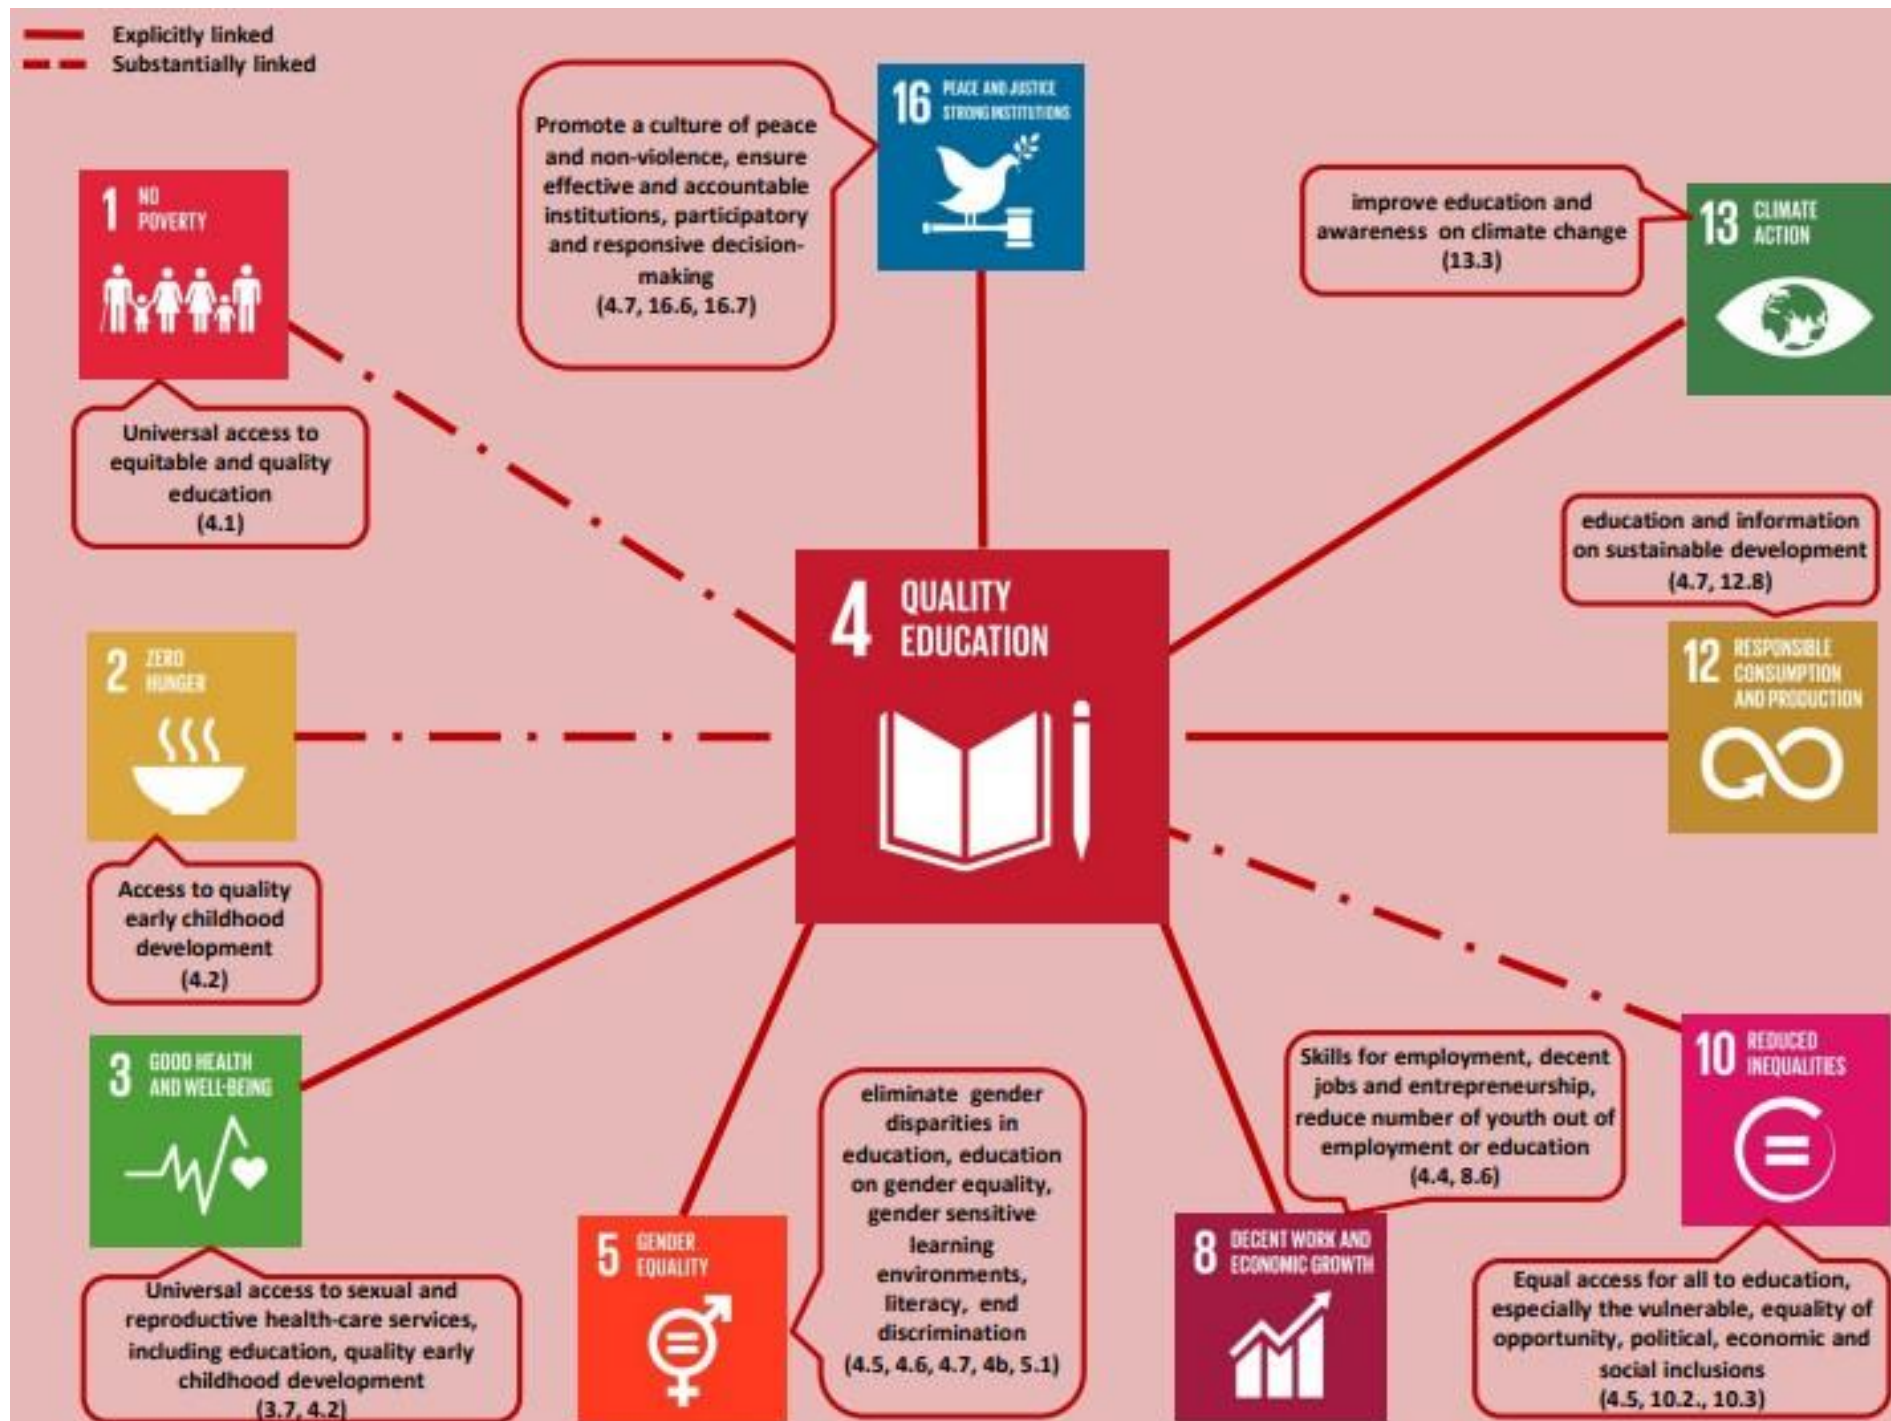 Explicitly linked
Substantially linked
16 PEACE AND JUSTICE
STRONG INSTITUTIONS
Promote a culture of peace
and non-violence, ensure
effective and accountable
institutions, participatory
and responsive decision-
making
(4.7, 16.6, 16.7)
1 NO
POVERTY
Universal access to
equitable and quality
education
(4.1)
improve education and
awareness on climate change
(13.3)
13 CLIMATE
ACTION
education and information
on sustainable development
(4.7, 12.8)
4 QUALITY
EDUCATION
2 ZERO
HUNGER
12 RESPONSIBLE
CONSUMPTION
AND PRODUCTION
Access to quality
early childhood
development
(4.2)
3 GOOD HEALTH
AND WELL-BEING
Universal access to sexual and
reproductive health-care services,
including education, quality early
childhood development
(3.7, 4.2)
5 GENDER
EQUALITY
eliminate gender
disparities in
education, education
on gender equality,
gender sensitive
learning
environments,
literacy, end
discrimination
(4.5, 4.6, 4.7, 4b, 5.1)
Skills for employment, decent
jobs and entrepreneurship,
reduce number of youth out of
employment or education
(4.4, 8.6)
8 DECENT WORK AND
ECONOMIC GROWTH
10 REDUCED
INEQUALITIES
Equal access for all to education,
especially the vulnerable, equality of
opportunity, political, economic and
social inclusions
(4.5, 10.2., 10.3)